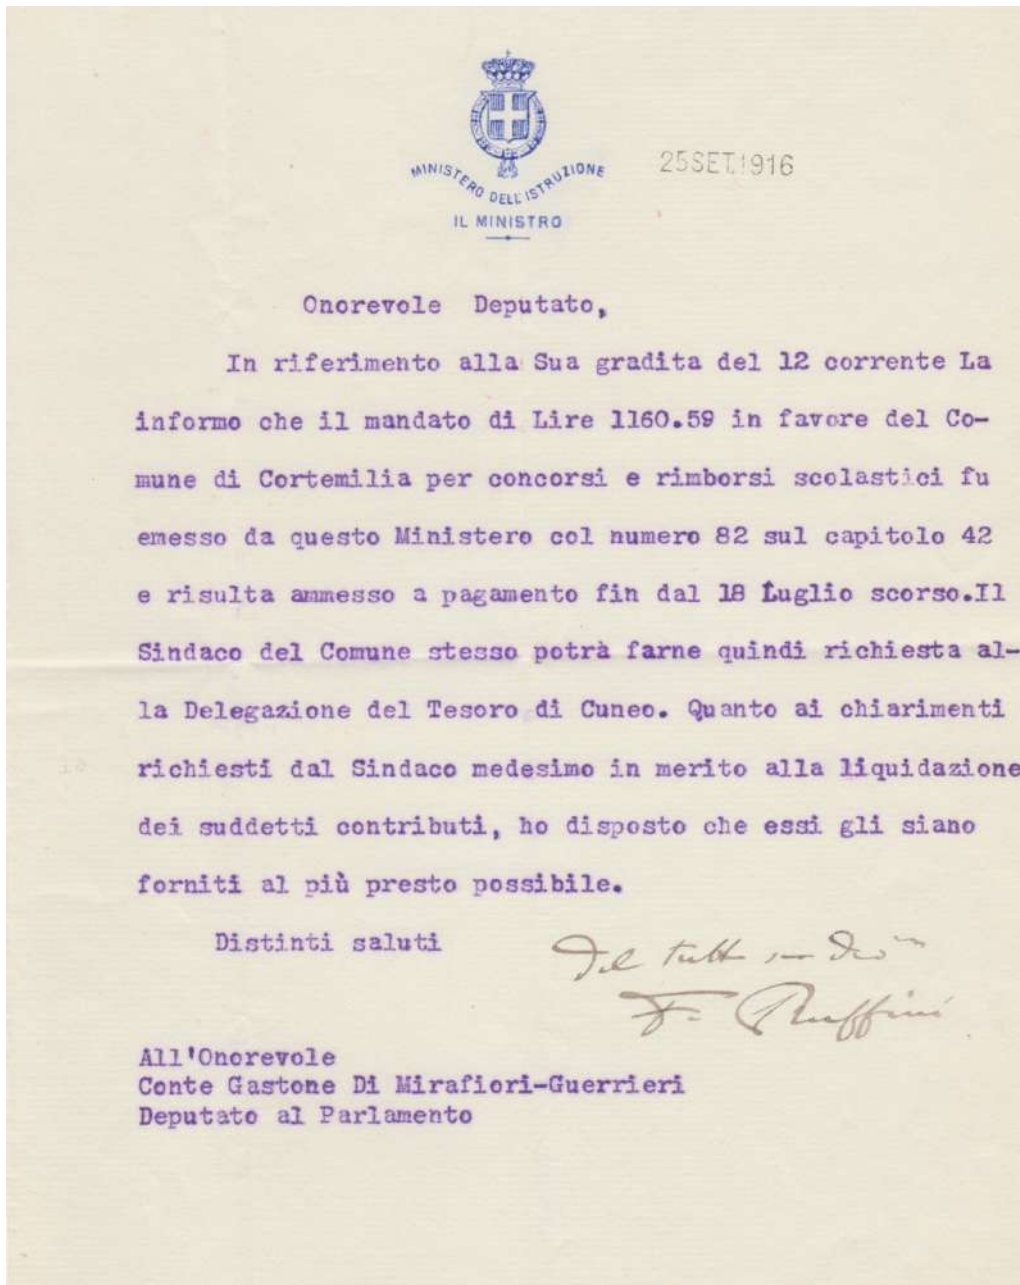 MINISTERO DELL'ISTRUZIONE
IL MINISTRO
25 SET. 1916
Onorevole Deputato,
In riferimento alla Sua gradita del 12 corrente La
informo che il mandato di Lire 1160.59 in favore del Co-
mune di Cortemilia per concorsi e rimborsi scolastici fu
emesso da questo Ministero col numero 82 sul capitolo 42
e risulta ammesso a pagamento fin dal 18 Luglio scorso.Il
Sindaco del Comune stesso potrà farne quindi richiesta al-
la Delegazione del Tesoro di Cuneo. Quanto ai chiarimenti
richiesti dal Sindaco medesimo in merito alla liquidazione
dei suddetti contributi, ho disposto che essi gli siano
forniti al più presto possibile.
Distinti saluti
Del tutto suo
F. Ruffini
All'Onorevole
Conte Gastone Di Mirafiori-Guerrieri
Deputato al Parlamento